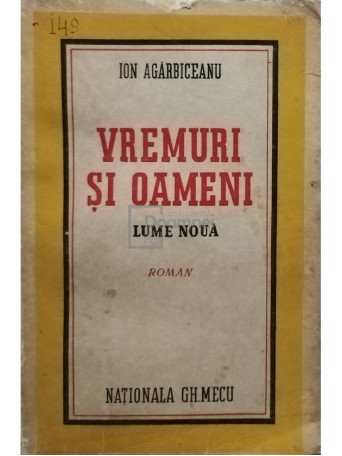 149
ION AGÂRBICEANU
VREMURI
ȘI OAMENI
LUME NOUĂ
ROMAN
NAȚIONALA GH.MECU